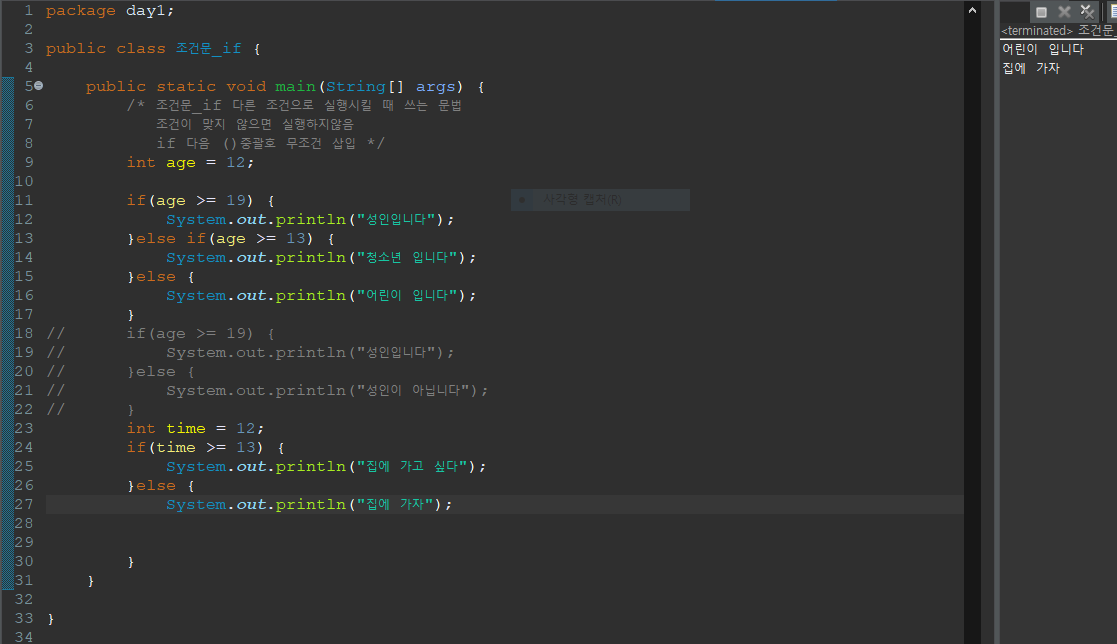 1 package day1;
2
3 public class 조건문_if {
4
5 public static void main(String[] args) {
6 /* 조건문_if 다른 조건으로 실행시킬 때 쓰는 문법
7 조건이 맞지 않으면 실행하지않음
8 if 다음 ()중괄호 무조건 삽입 */
9 int age = 12;
10
11 if(age >= 19) {
12 System.out.println("성인입니다");
13 }else if(age >= 13) {
14 System.out.println("청소년 입니다");
15 }else {
16 System.out.println("어린이 입니다");
17 }
18 // if(age >= 19) {
19 // System.out.println("성인입니다");
20 // }else {
21 // System.out.println("성인이 아닙니다");
22 // }
23 int time = 12;
24 if(time >= 13) {
25 System.out.println("집에 가고 싶다");
26 }else {
27 System.out.println("집에 가자");
28
29
30 }
31 }
32
33 }
34
사각형 캡처(R)
<terminated> 조건문_
어린이 입니다
집에 가자